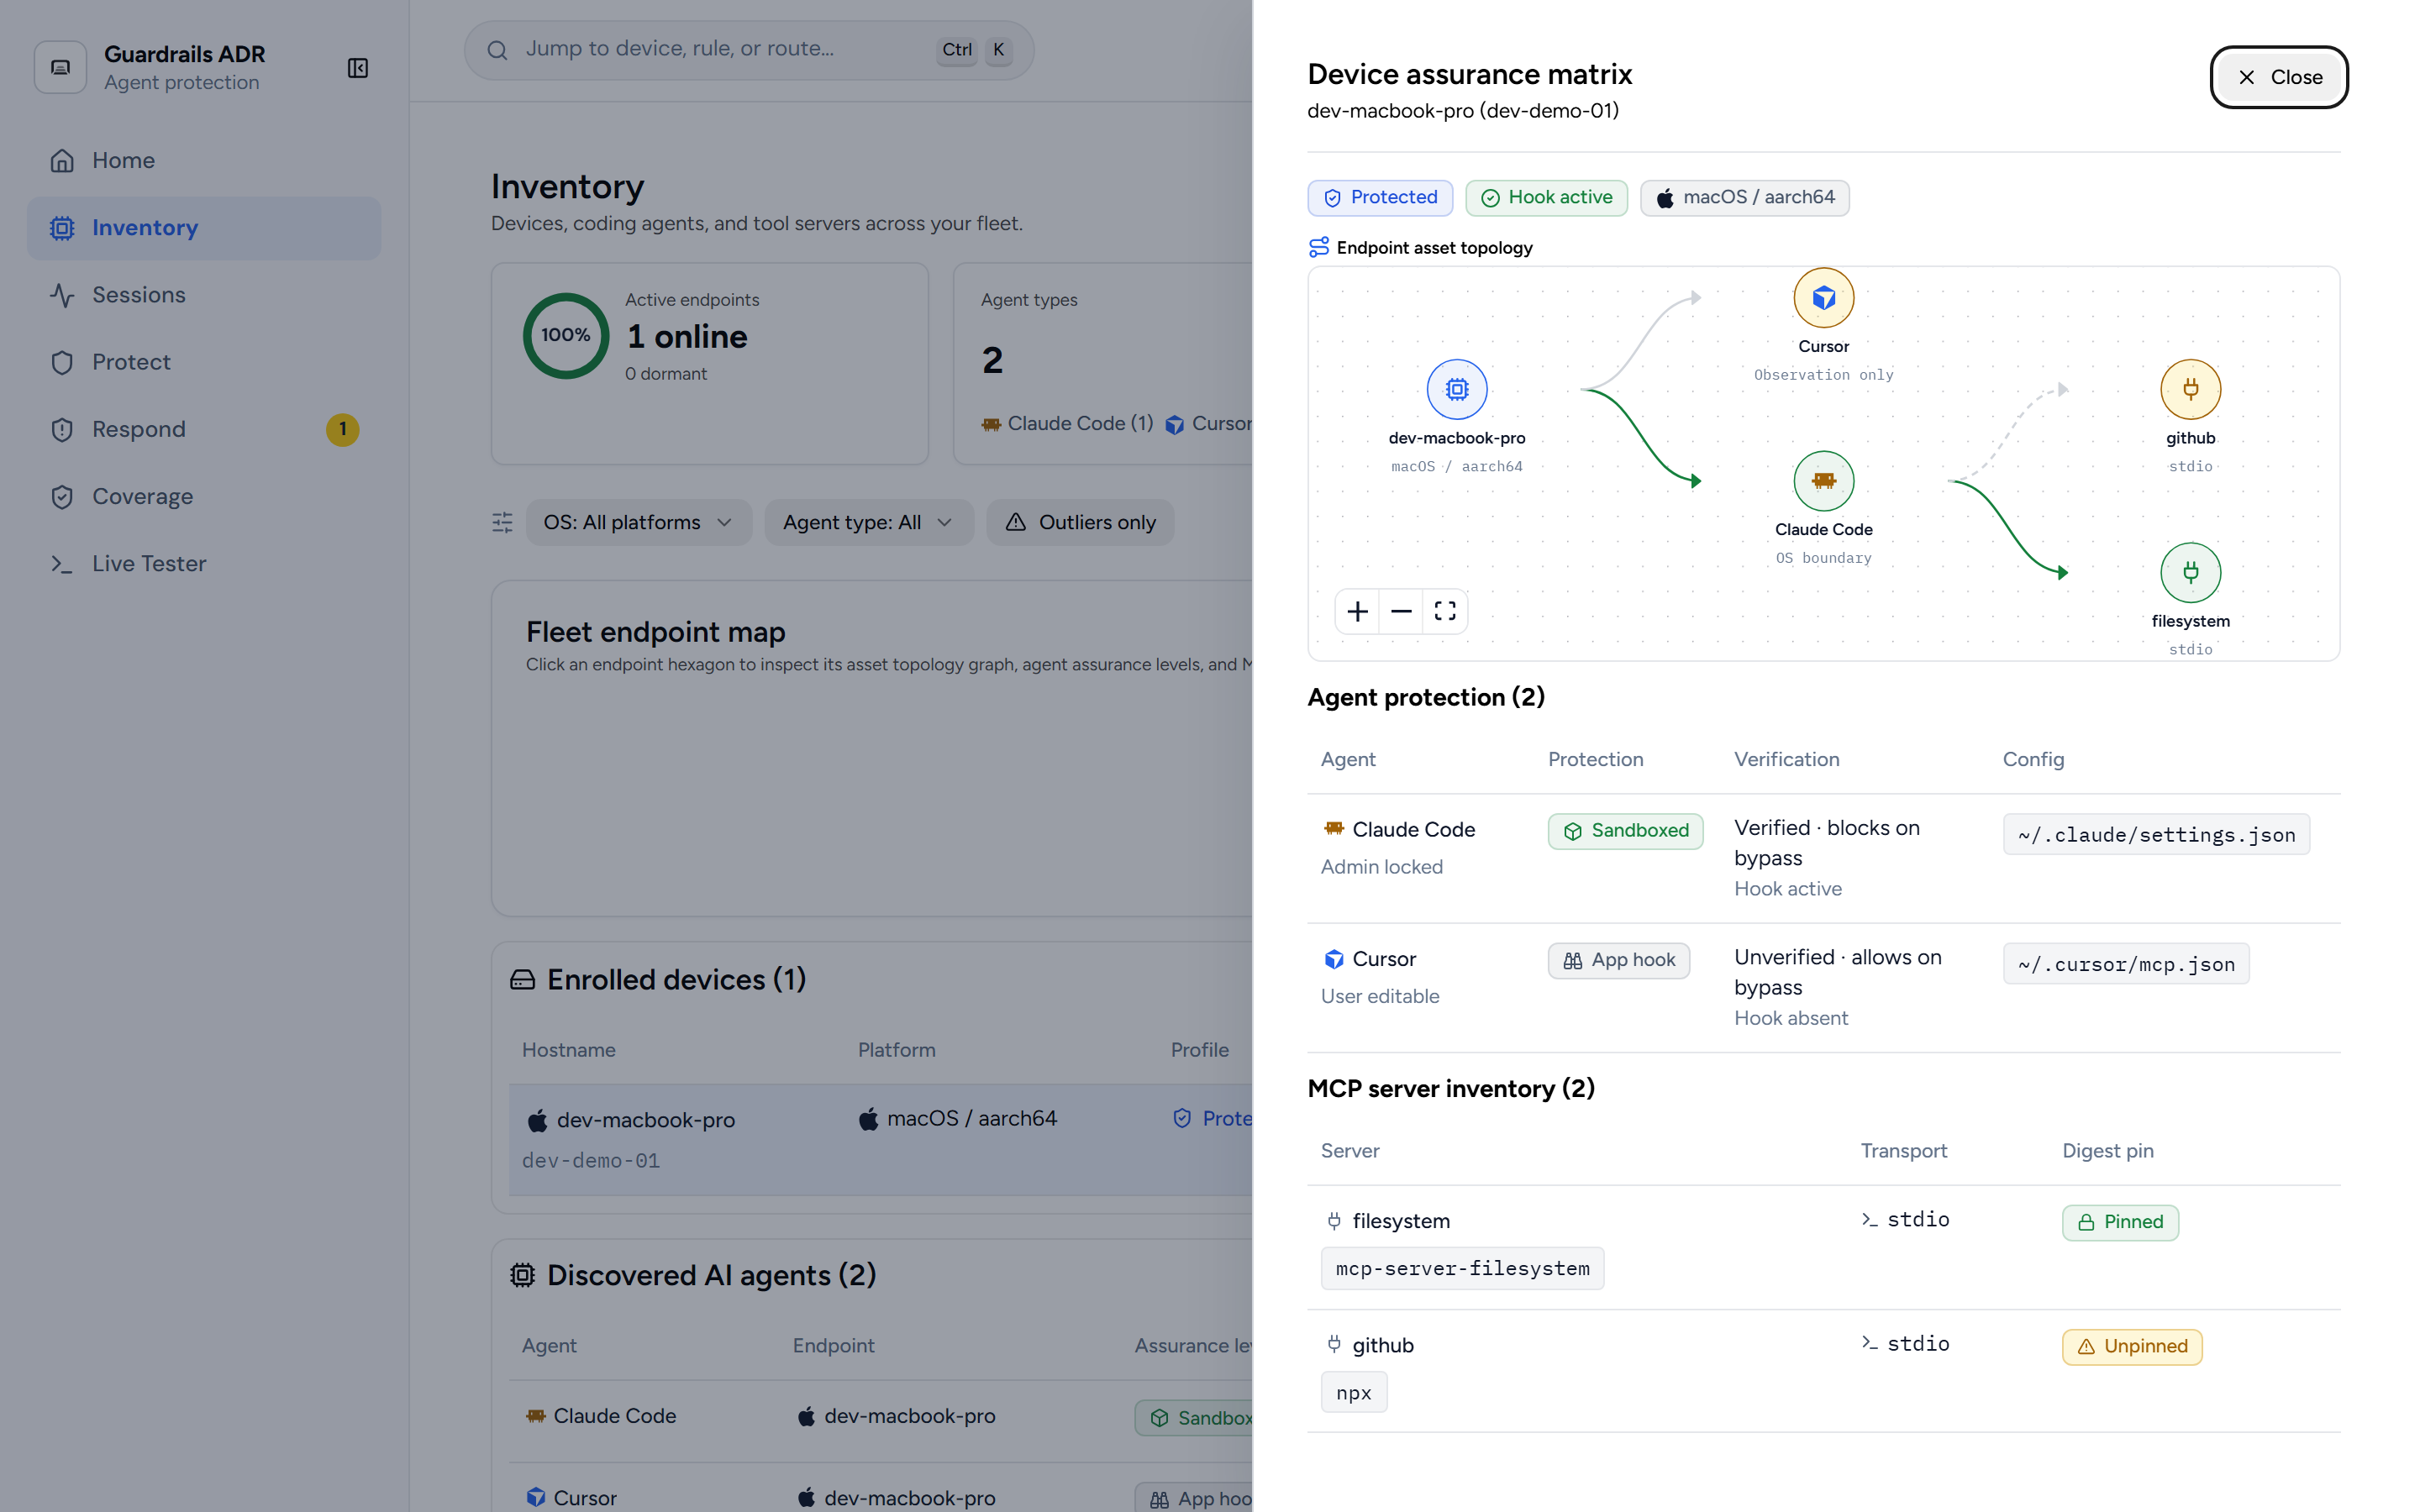 Guardrails ADR
Agent protection
Home
Inventory
Sessions
Protect
Respond
1
Coverage
Live Tester
Jump to device, rule, or route...
Ctrl
K
Inventory
Devices, coding agents, and tool servers across your fleet.
100%
Active endpoints
1 online
0 dormant
Agent types
2
Claude Code (1) Cursor
OS: All platforms
Agent type: All
Outliers only
Fleet endpoint map
Click an endpoint hexagon to inspect its asset topology graph, agent assurance levels, and
Enrolled devices (1)
Hostname Platform Profile
dev-macbook-pro macOS / aarch64
dev-demo-01
Discovered AI agents (2)
Agent Endpoint Assurance
Claude Code dev-macbook-pro
Cursor dev-macbook-pro App
Device assurance matrix
dev-macbook-pro (dev-demo-01)
Close
Protected
Hook active
macOS / aarch64
Endpoint asset topology
Cursor
Observation only
dev-macbook-pro
macOS / aarch64
Claude Code
OS boundary
github
stdio
filesystem
stdio
Agent protection (2)
Agent Protection Verification Config
Claude Code Sandboxed Verified · blocks on ~/.claude/settings.json
Admin locked bypass
Hook active
Cursor App hook Unverified · allows on ~/.cursor/mcp.json
User editable bypass
Hook absent
MCP server inventory (2)
Server Transport Digest pin
filesystem stdio Pinned
mcp-server-filesystem
github stdio Unpinned
npx